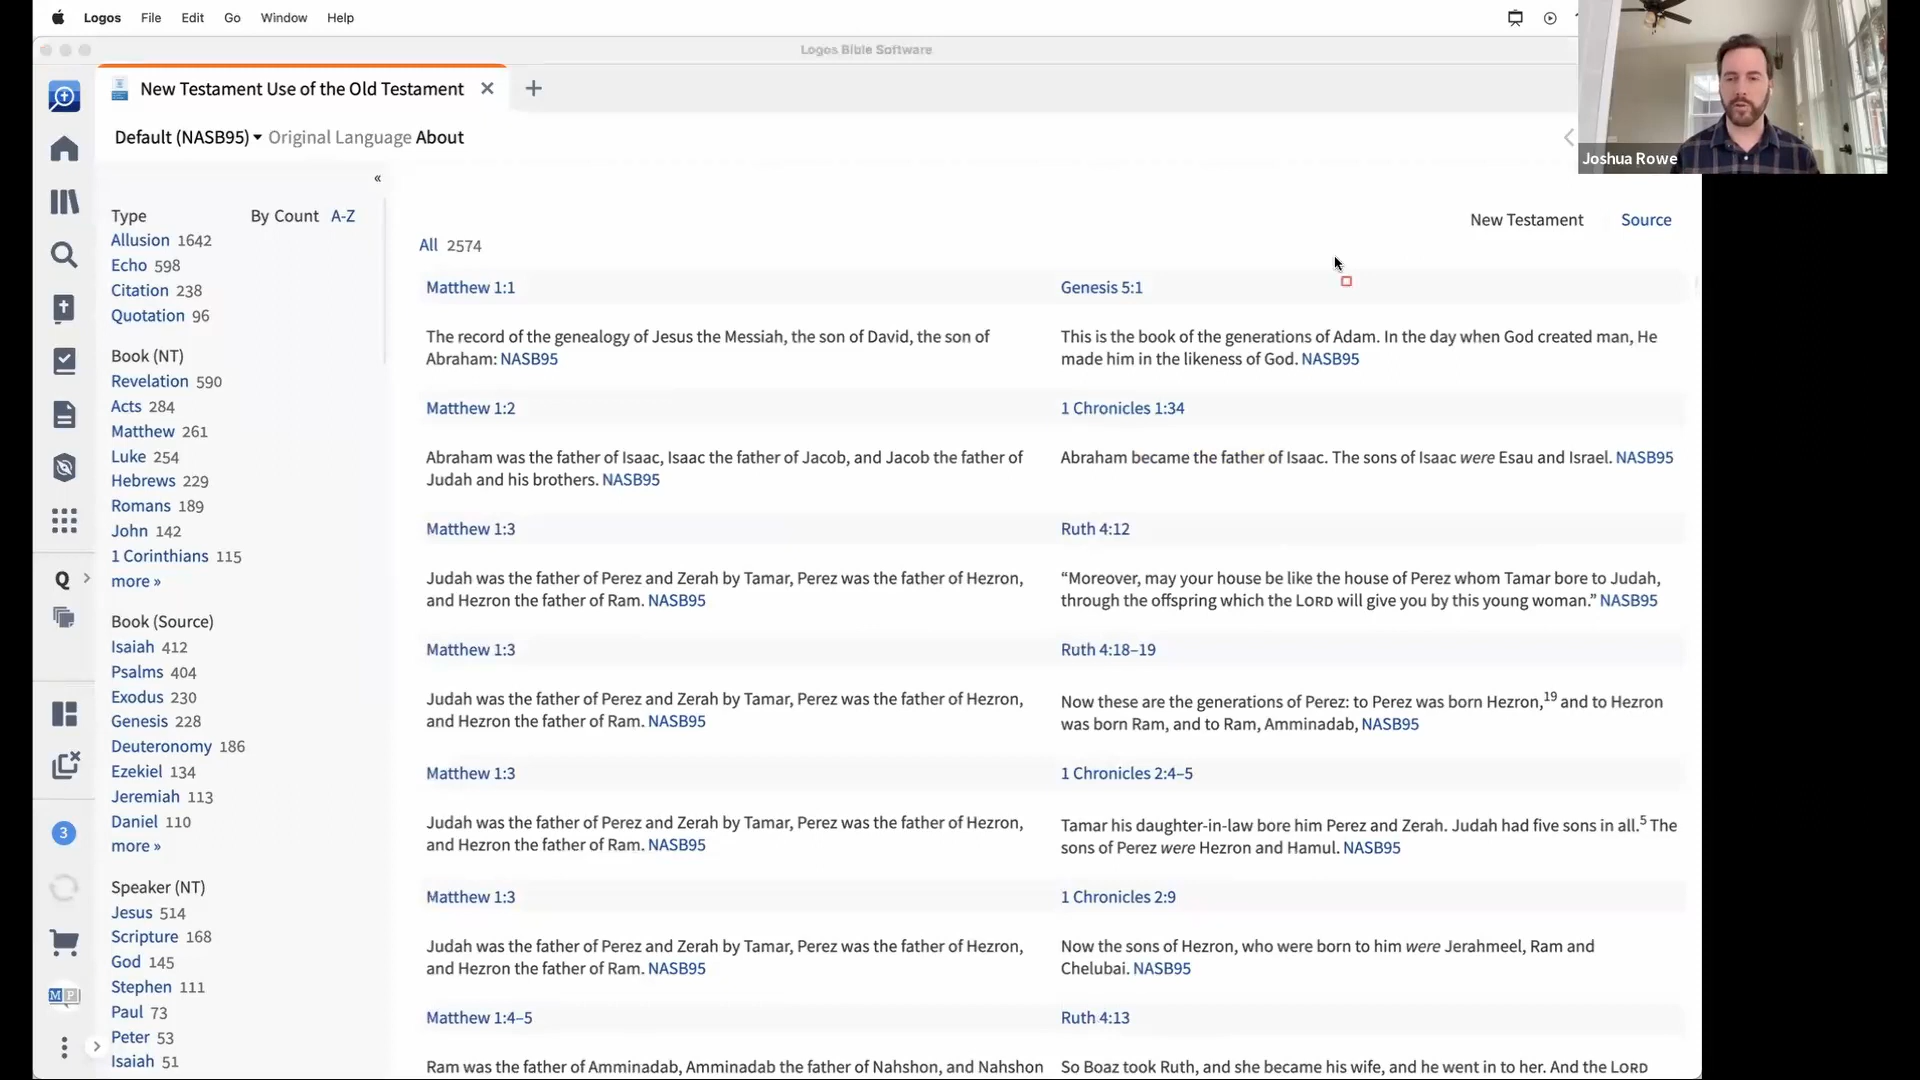 Logos File Edit Go Window Help
Logos Bible Software
New Testament Use of the Old Testament
Default (NASB95) Original Language About
Joshua Rowe
«
Type By Count A-Z
Allusion 1642
Echo 598
Citation 238
Quotation 96
Book (NT)
Revelation 590
Acts 284
Matthew 261
Luke 254
Hebrews 229
Romans 189
John 142
1 Corinthians 115
more »
Book (Source)
Isaiah 412
Psalms 404
Exodus 230
Genesis 228
Deuteronomy 186
Ezekiel 134
Jeremiah 113
Daniel 110
more »
Speaker (NT)
Jesus 514
Scripture 168
God 145
Stephen 111
Paul 73
Peter 53
Isaiah 51
Q
3
New Testament Source
All 2574
Matthew 1:1 Genesis 5:1
The record of the genealogy of Jesus the Messiah, the son of David, the son of
Abraham: NASB95
This is the book of the generations of Adam. In the day when God created man, He
made him in the likeness of God. NASB95
Matthew 1:2 1 Chronicles 1:34
Abraham was the father of Isaac, Isaac the father of Jacob, and Jacob the father of
Judah and his brothers. NASB95
Abraham became the father of Isaac. The sons of Isaac were Esau and Israel. NASB95
Matthew 1:3 Ruth 4:12
Judah was the father of Perez and Zerah by Tamar, Perez was the father of Hezron,
and Hezron the father of Ram. NASB95
“Moreover, may your house be like the house of Perez whom Tamar bore to Judah,
through the offspring which the LORD will give you by this young woman.” NASB95
Matthew 1:3 Ruth 4:18–19
Judah was the father of Perez and Zerah by Tamar, Perez was the father of Hezron,
and Hezron the father of Ram. NASB95
Now these are the generations of Perez: to Perez was born Hezron,19 and to Hezron
was born Ram, and to Ram, Amminadab, NASB95
Matthew 1:3 1 Chronicles 2:4–5
Judah was the father of Perez and Zerah by Tamar, Perez was the father of Hezron,
and Hezron the father of Ram. NASB95
Tamar his daughter-in-law bore him Perez and Zerah. Judah had five sons in all.5 The
sons of Perez were Hezron and Hamul. NASB95
Matthew 1:3 1 Chronicles 2:9
Judah was the father of Perez and Zerah by Tamar, Perez was the father of Hezron,
and Hezron the father of Ram. NASB95
Now the sons of Hezron, who were born to him were Jerahmeel, Ram and
Chelubai. NASB95
Matthew 1:4–5 Ruth 4:13
Ram was the father of Amminadab, Amminadab the father of Nahshon, and Nahshon
So Boaz took Ruth, and she became his wife, and he went in to her. And the LORD